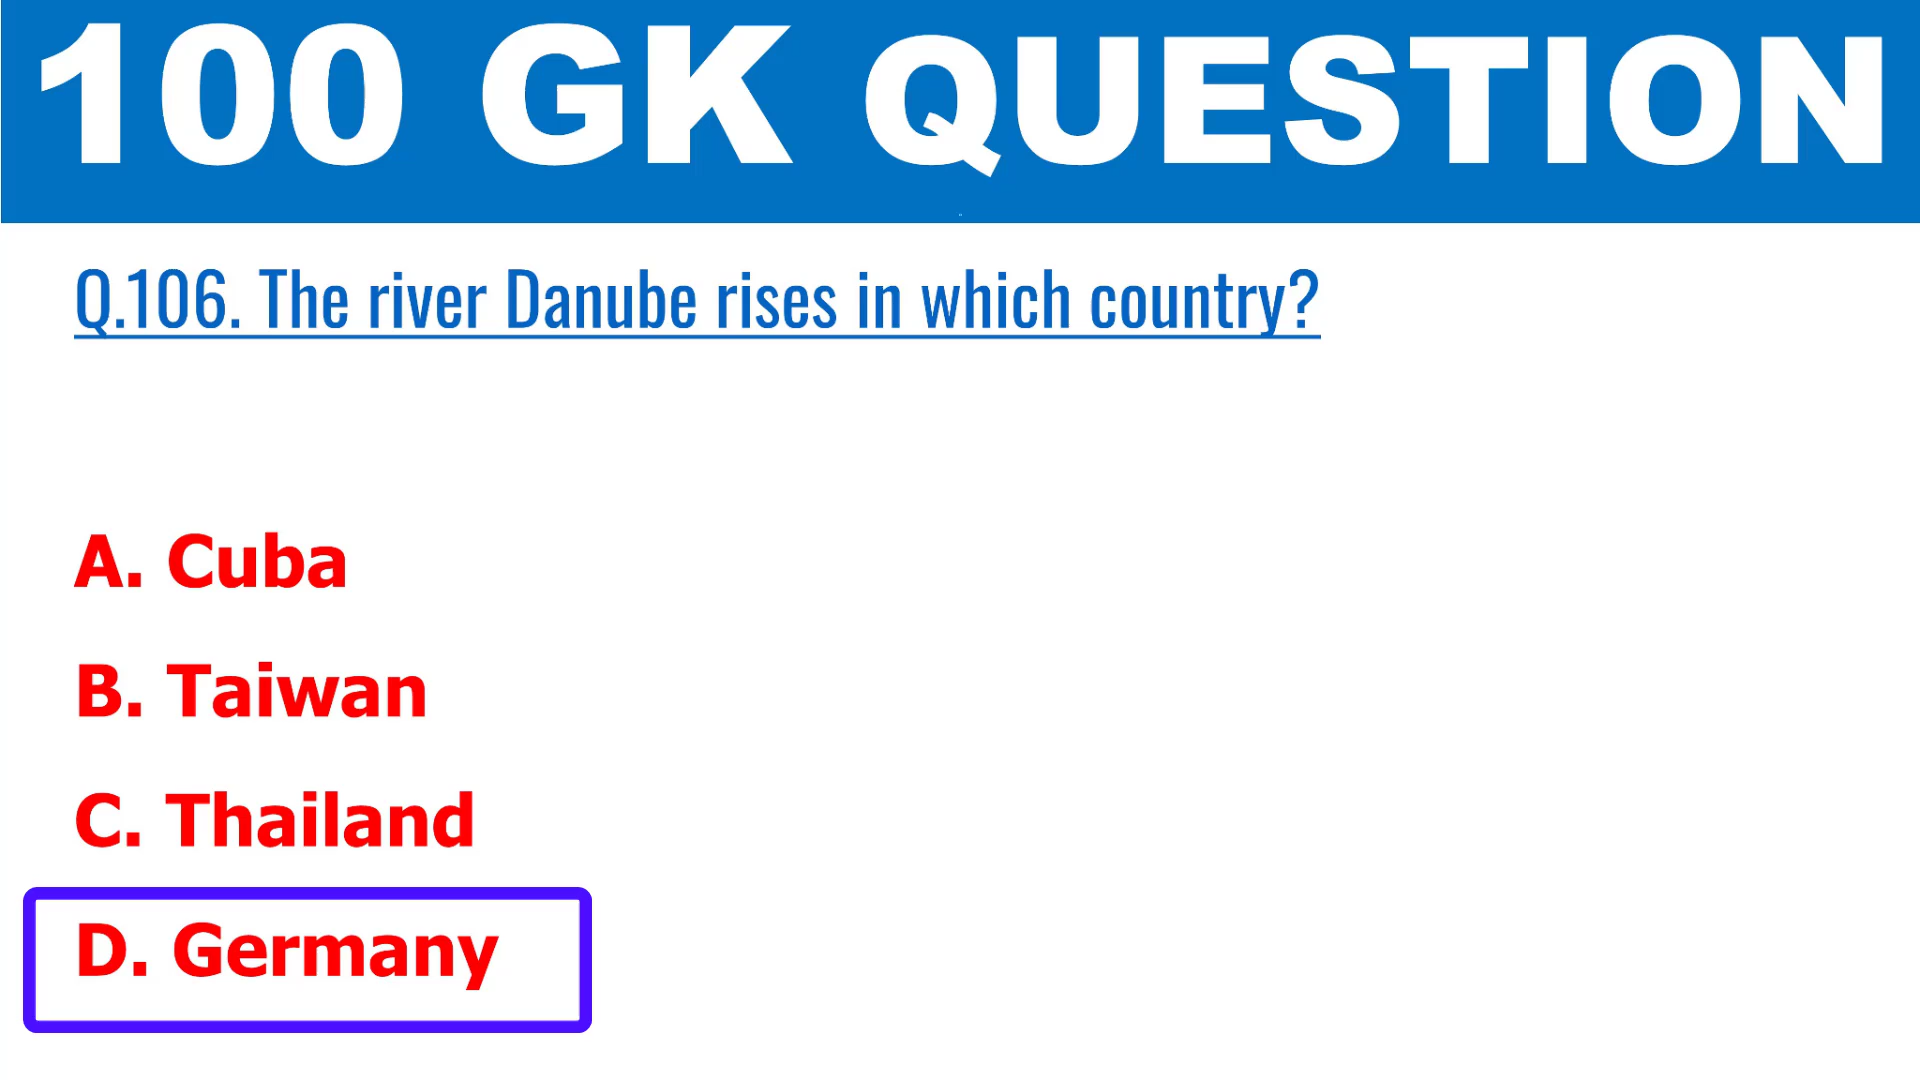 100 GK QUESTION
Q.106. The river Danube rises in which country?
A. Cuba
B. Taiwan
C. Thailand
D. Germany